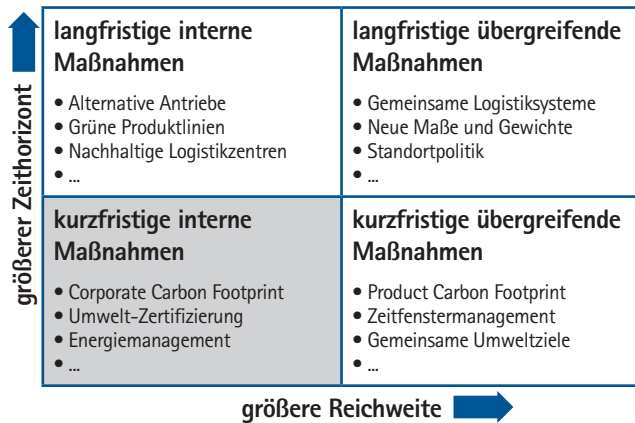 langfristige interne
Maßnahmen
• Alternative Antriebe
• Grüne Produktlinien
• Nachhaltige Logistikzentren
• ...
langfristige übergreifende
Maßnahmen
• Gemeinsame Logistiksysteme
• Neue Maße und Gewichte
• Standortpolitik
• ...
kurzfristige interne
Maßnahmen
• Corporate Carbon Footprint
• Umwelt-Zertifizierung
• Energiemanagement
• ...
kurzfristige übergreifende
Maßnahmen
• Product Carbon Footprint
• Zeitfenstermanagement
• Gemeinsame Umweltziele
• ...
größerer Zeithorizont
größere Reichweite